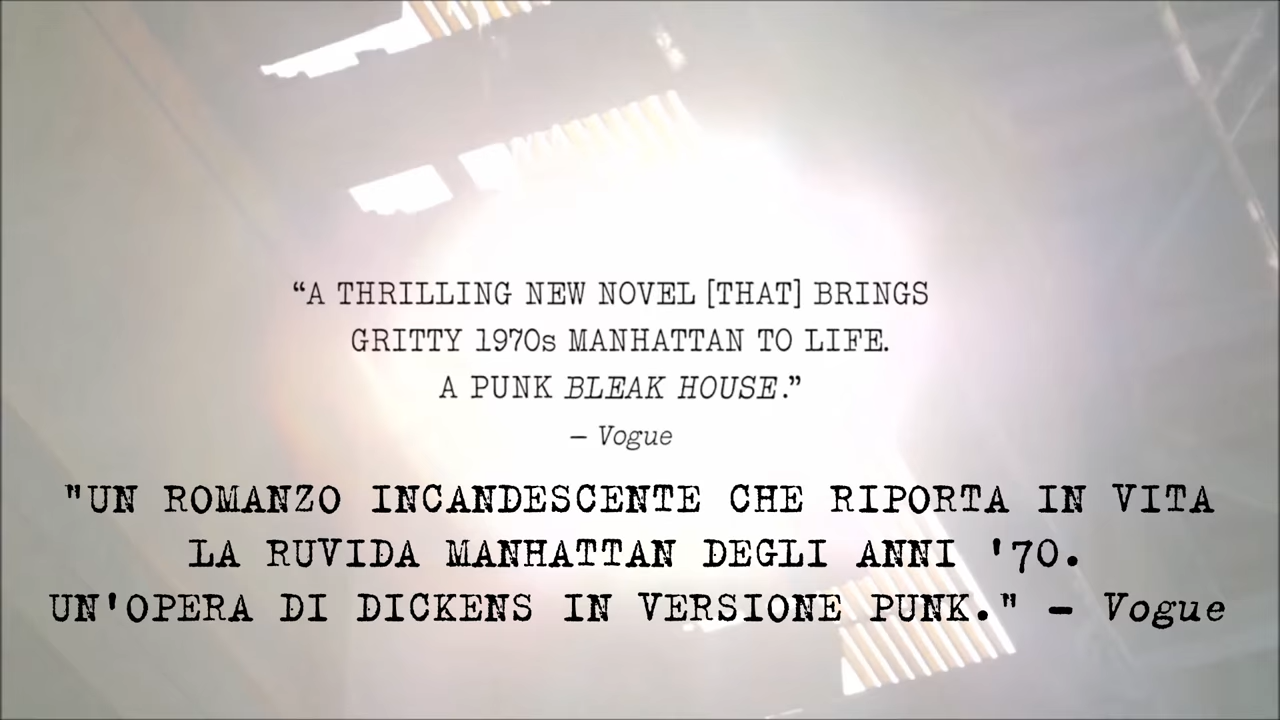 “A THRILLING NEW NOVEL [THAT] BRINGS
GRITTY 1970s MANHATTAN TO LIFE.
A PUNK BLEAK HOUSE.”
– Vogue
"UN ROMANZO INCANDESCENTE CHE RIPORTA IN VITA
LA RUVIDA MANHATTAN DEGLI ANNI '70.
UN'OPERA DI DICKENS IN VERSIONE PUNK." - Vogue